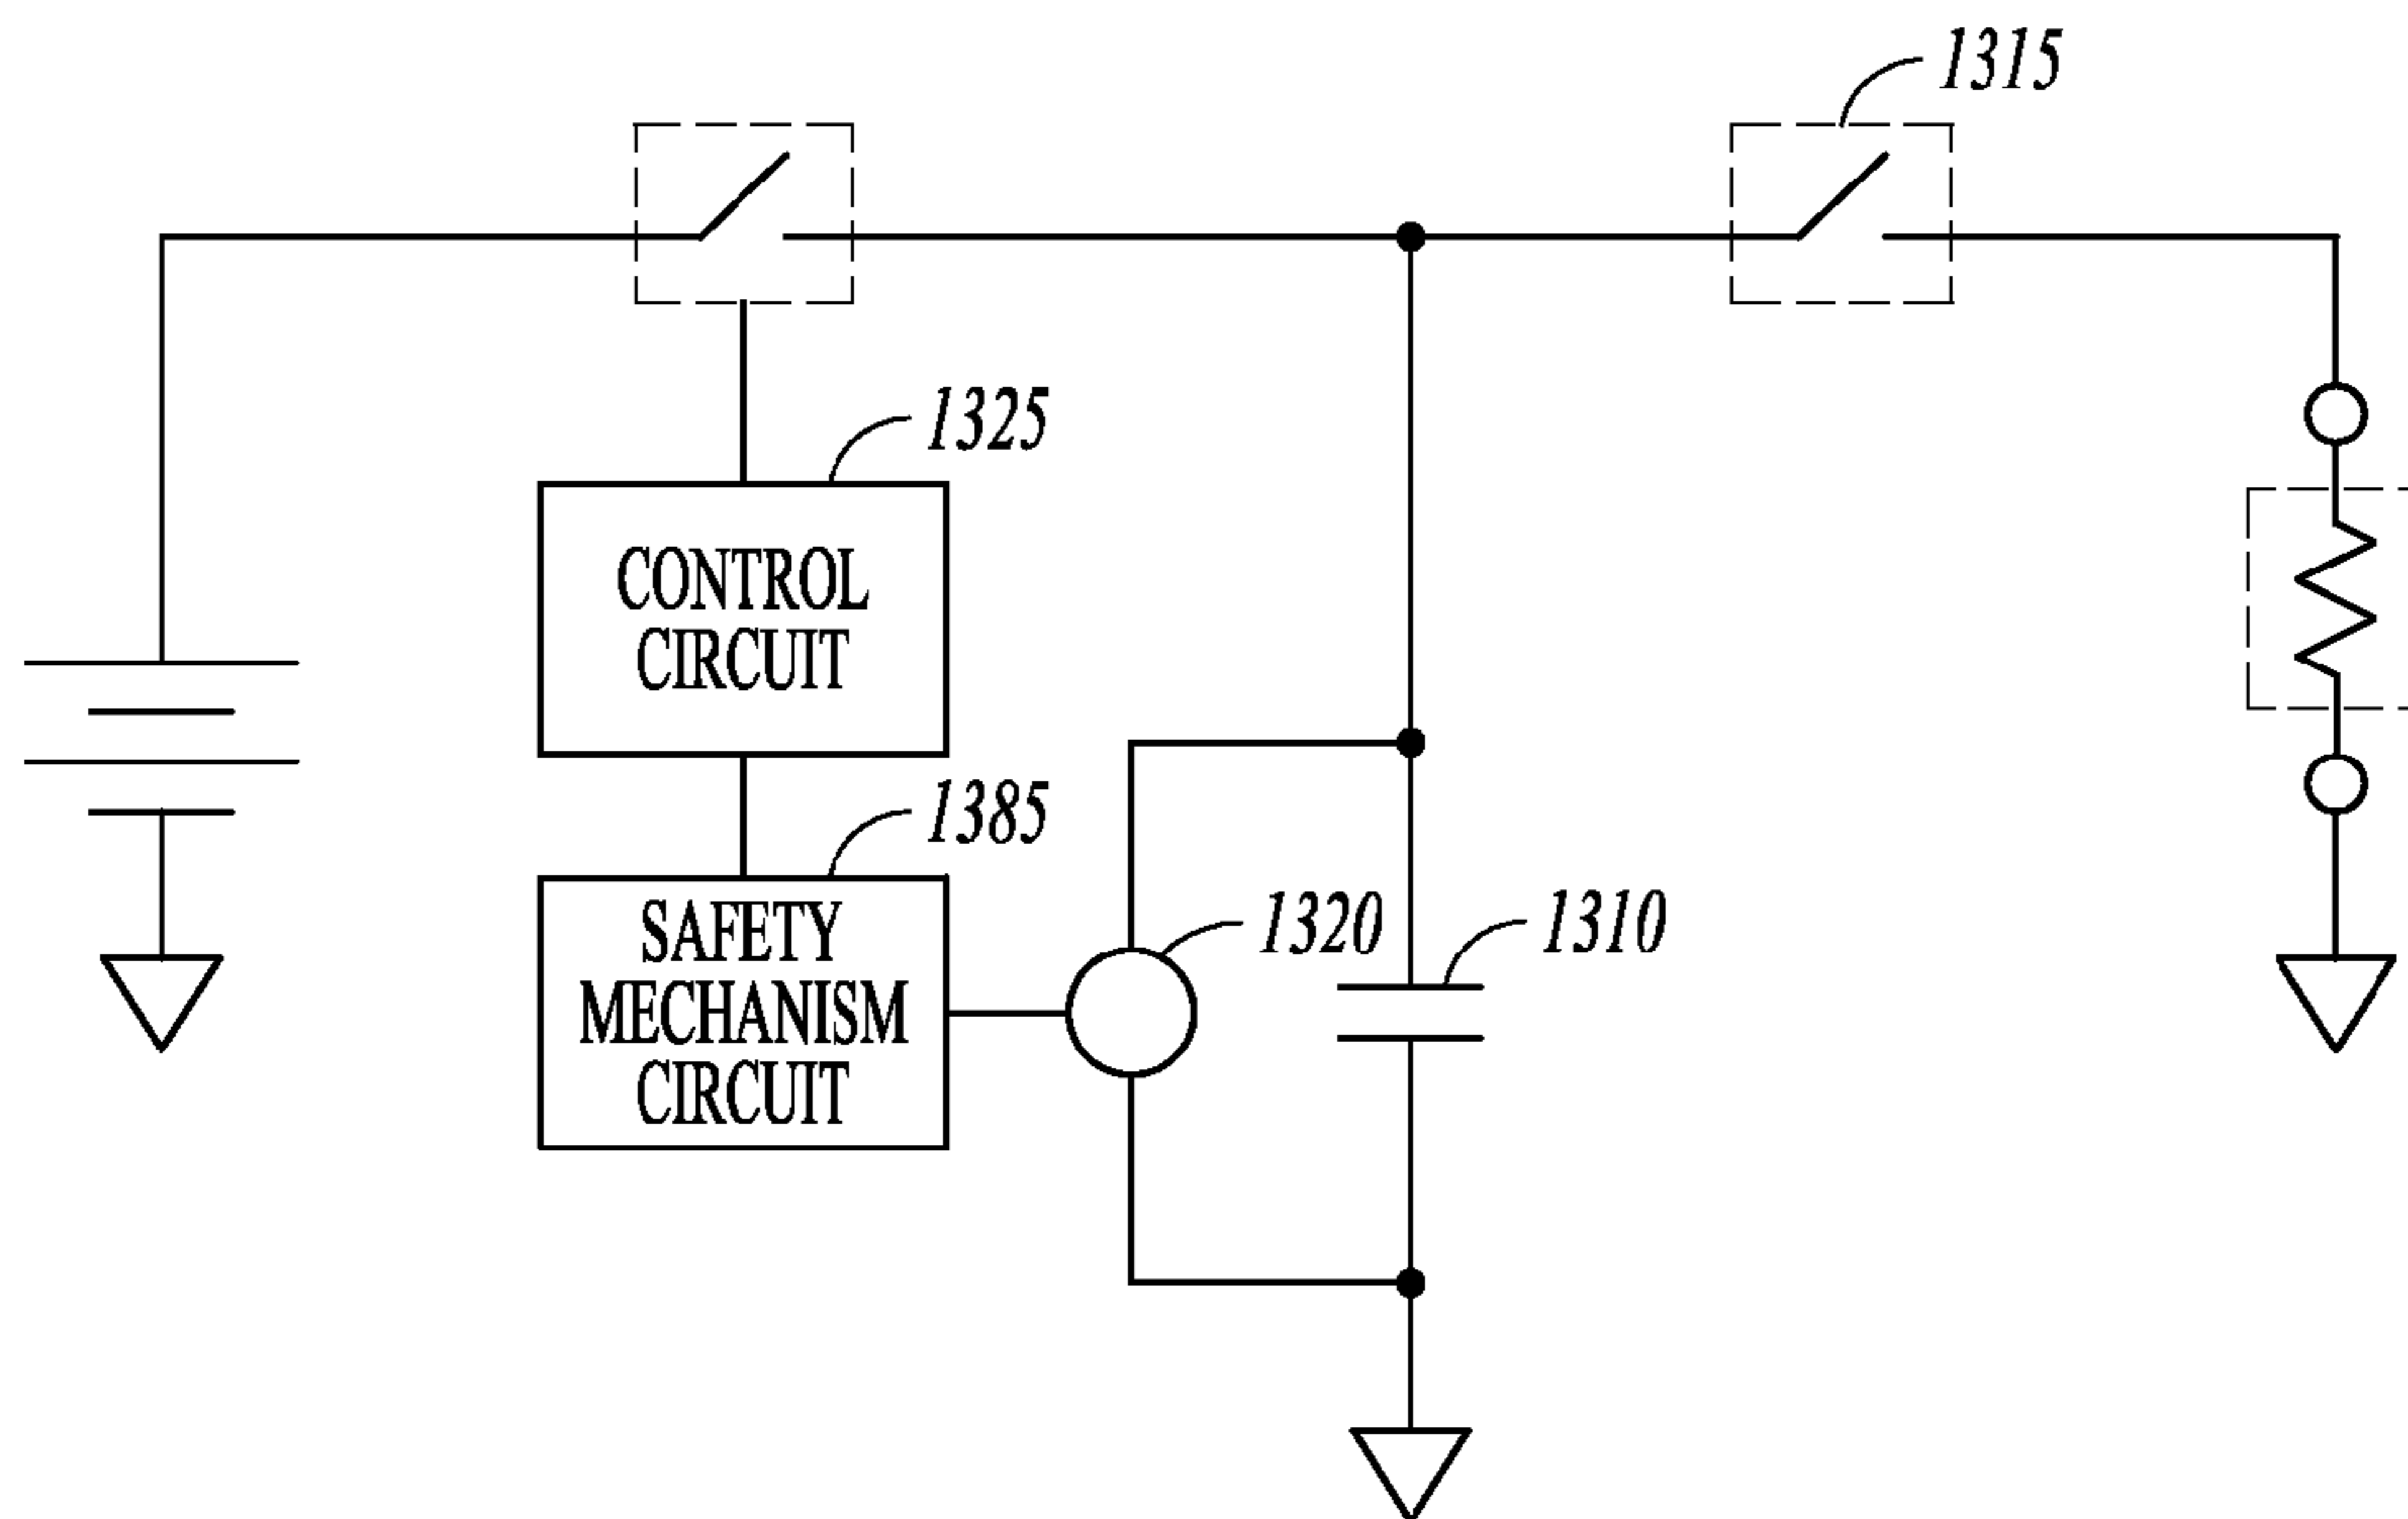 1315
1325
CONTROL
CIRCUIT
1385
SAFETY
MECHANISM
CIRCUIT
1320
1310